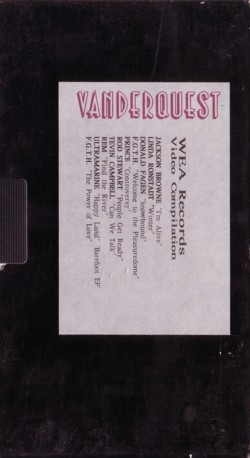 VANDERQUEST
WEA Records
Video Compilation
JACKSON BROWNE "I'm Alive"
LINDA RONSTADT "Winter"
DONALD FAGEN "Snowbound"
F.G.T.H. "Welcome to the Pleasuredome"
PRINCE "Controversy"
ROD STEWART "People Get Ready"
TEVIN CAMPBELL "Can We Talk"
REM "Find the River"
ULTRAMARINE "Happy Land" 'Barefoot EP'
F.G.T.H. "The Power of Love"